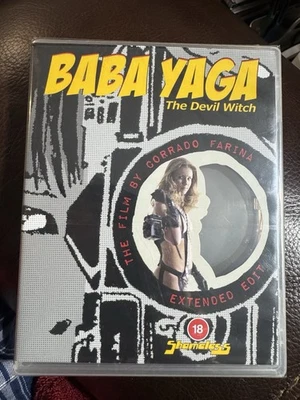 BABA YAGA
The Devil Witch
THE FILM BY CORRADO FARINA
EXTENDED EDIT
18
Shameless